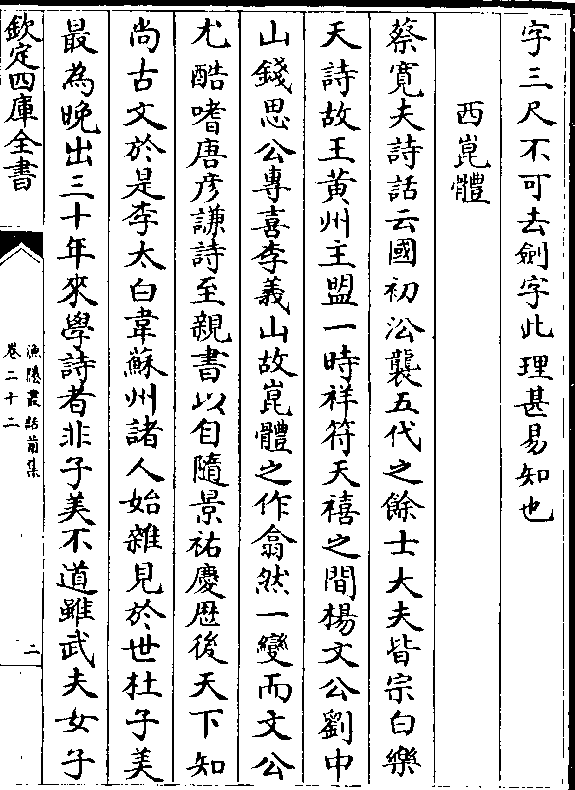 字三尺不可去劍字此理甚易知也
西崑體
蔡寛夫詩話云國初沿襲五代之餘士大夫皆宗白樂
天詩故王黄州主盟一時祥符天禧之間楊文公劉中
山錢思公專喜李義山故崑體之作翕然一變而文公
尤酷嗜唐彦謙詩至親書以自隨景祐慶厯後天下知
尚古文於是李太白韋蘇州諸人始雜見於世杜子美
最為晚出三十年來學詩者非子美不道雖武夫女子
欽定四庫全書
漁隱叢話前集
卷二十二
二